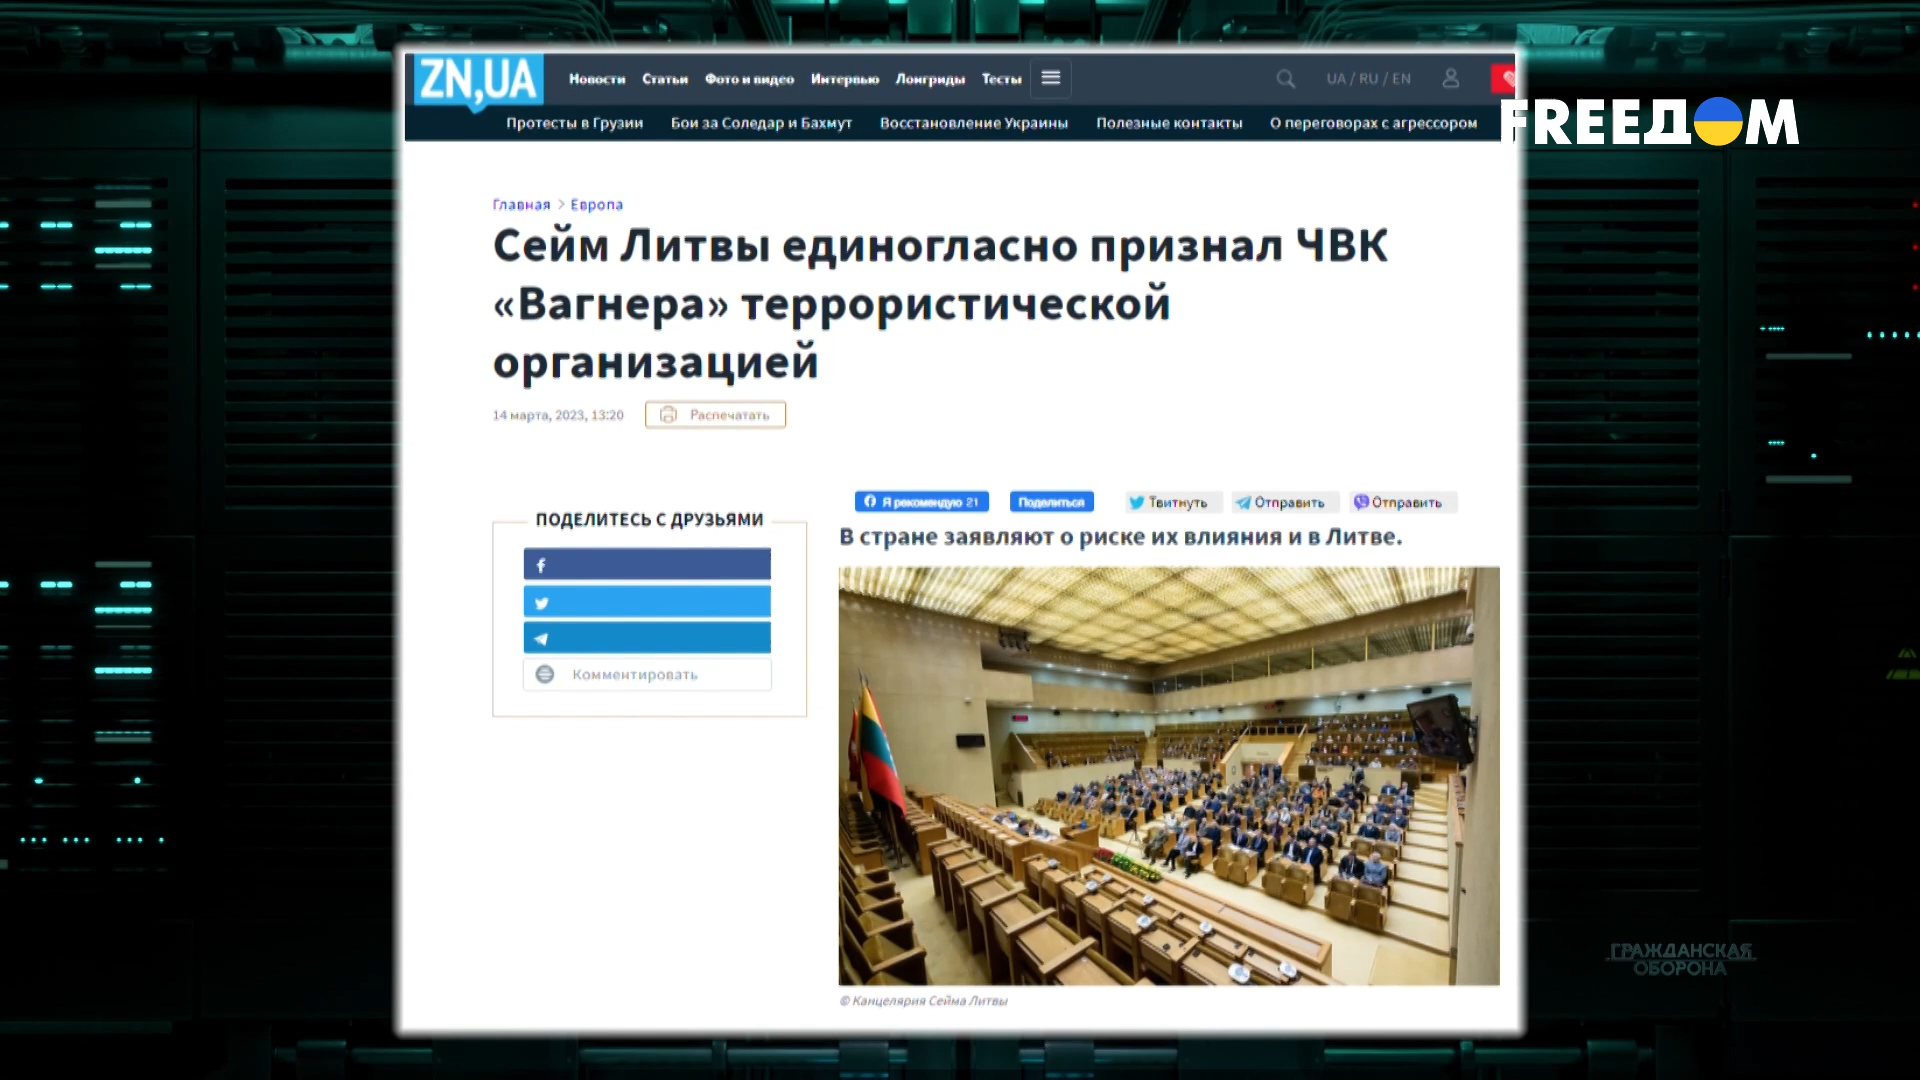 ZN,UA
Новости Статьи Фото и видео Интервью Лонгриды Тесты
UA / RU / EN
FREEДОМ
Протесты в Грузии Бои за Соледар и Бахмут Восстановление Украины Полезные контакты О переговорах с агрессором
Главная > Европа
Сейм Литвы единогласно признал ЧВК
«Вагнера» террористической
организацией
14 марта, 2023, 13:20
Распечатать
Я рекомендую 21 Поделиться Твитнуть Отправить Отправить
ПОДЕЛИТЕСЬ С ДРУЗЬЯМИ
В стране заявляют о риске их влияния и в Литве.
Комментировать
© Канцелярия Сейма Литвы
ГРАЖДАНСКАЯ
ОБОРОНА